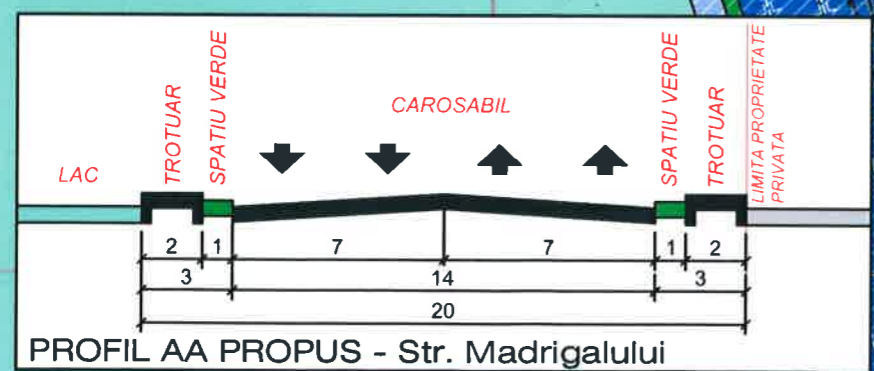 LAC
TROTUAR
SPATIU VERDE
CAROSABIL
SPATIU VERDE
TROTUAR
LIMITA PROPRIETATE
PRIVATA
2 1 7 7 1 2
3 14 3
20
PROFIL AA PROPUS - Str. Madrigalului